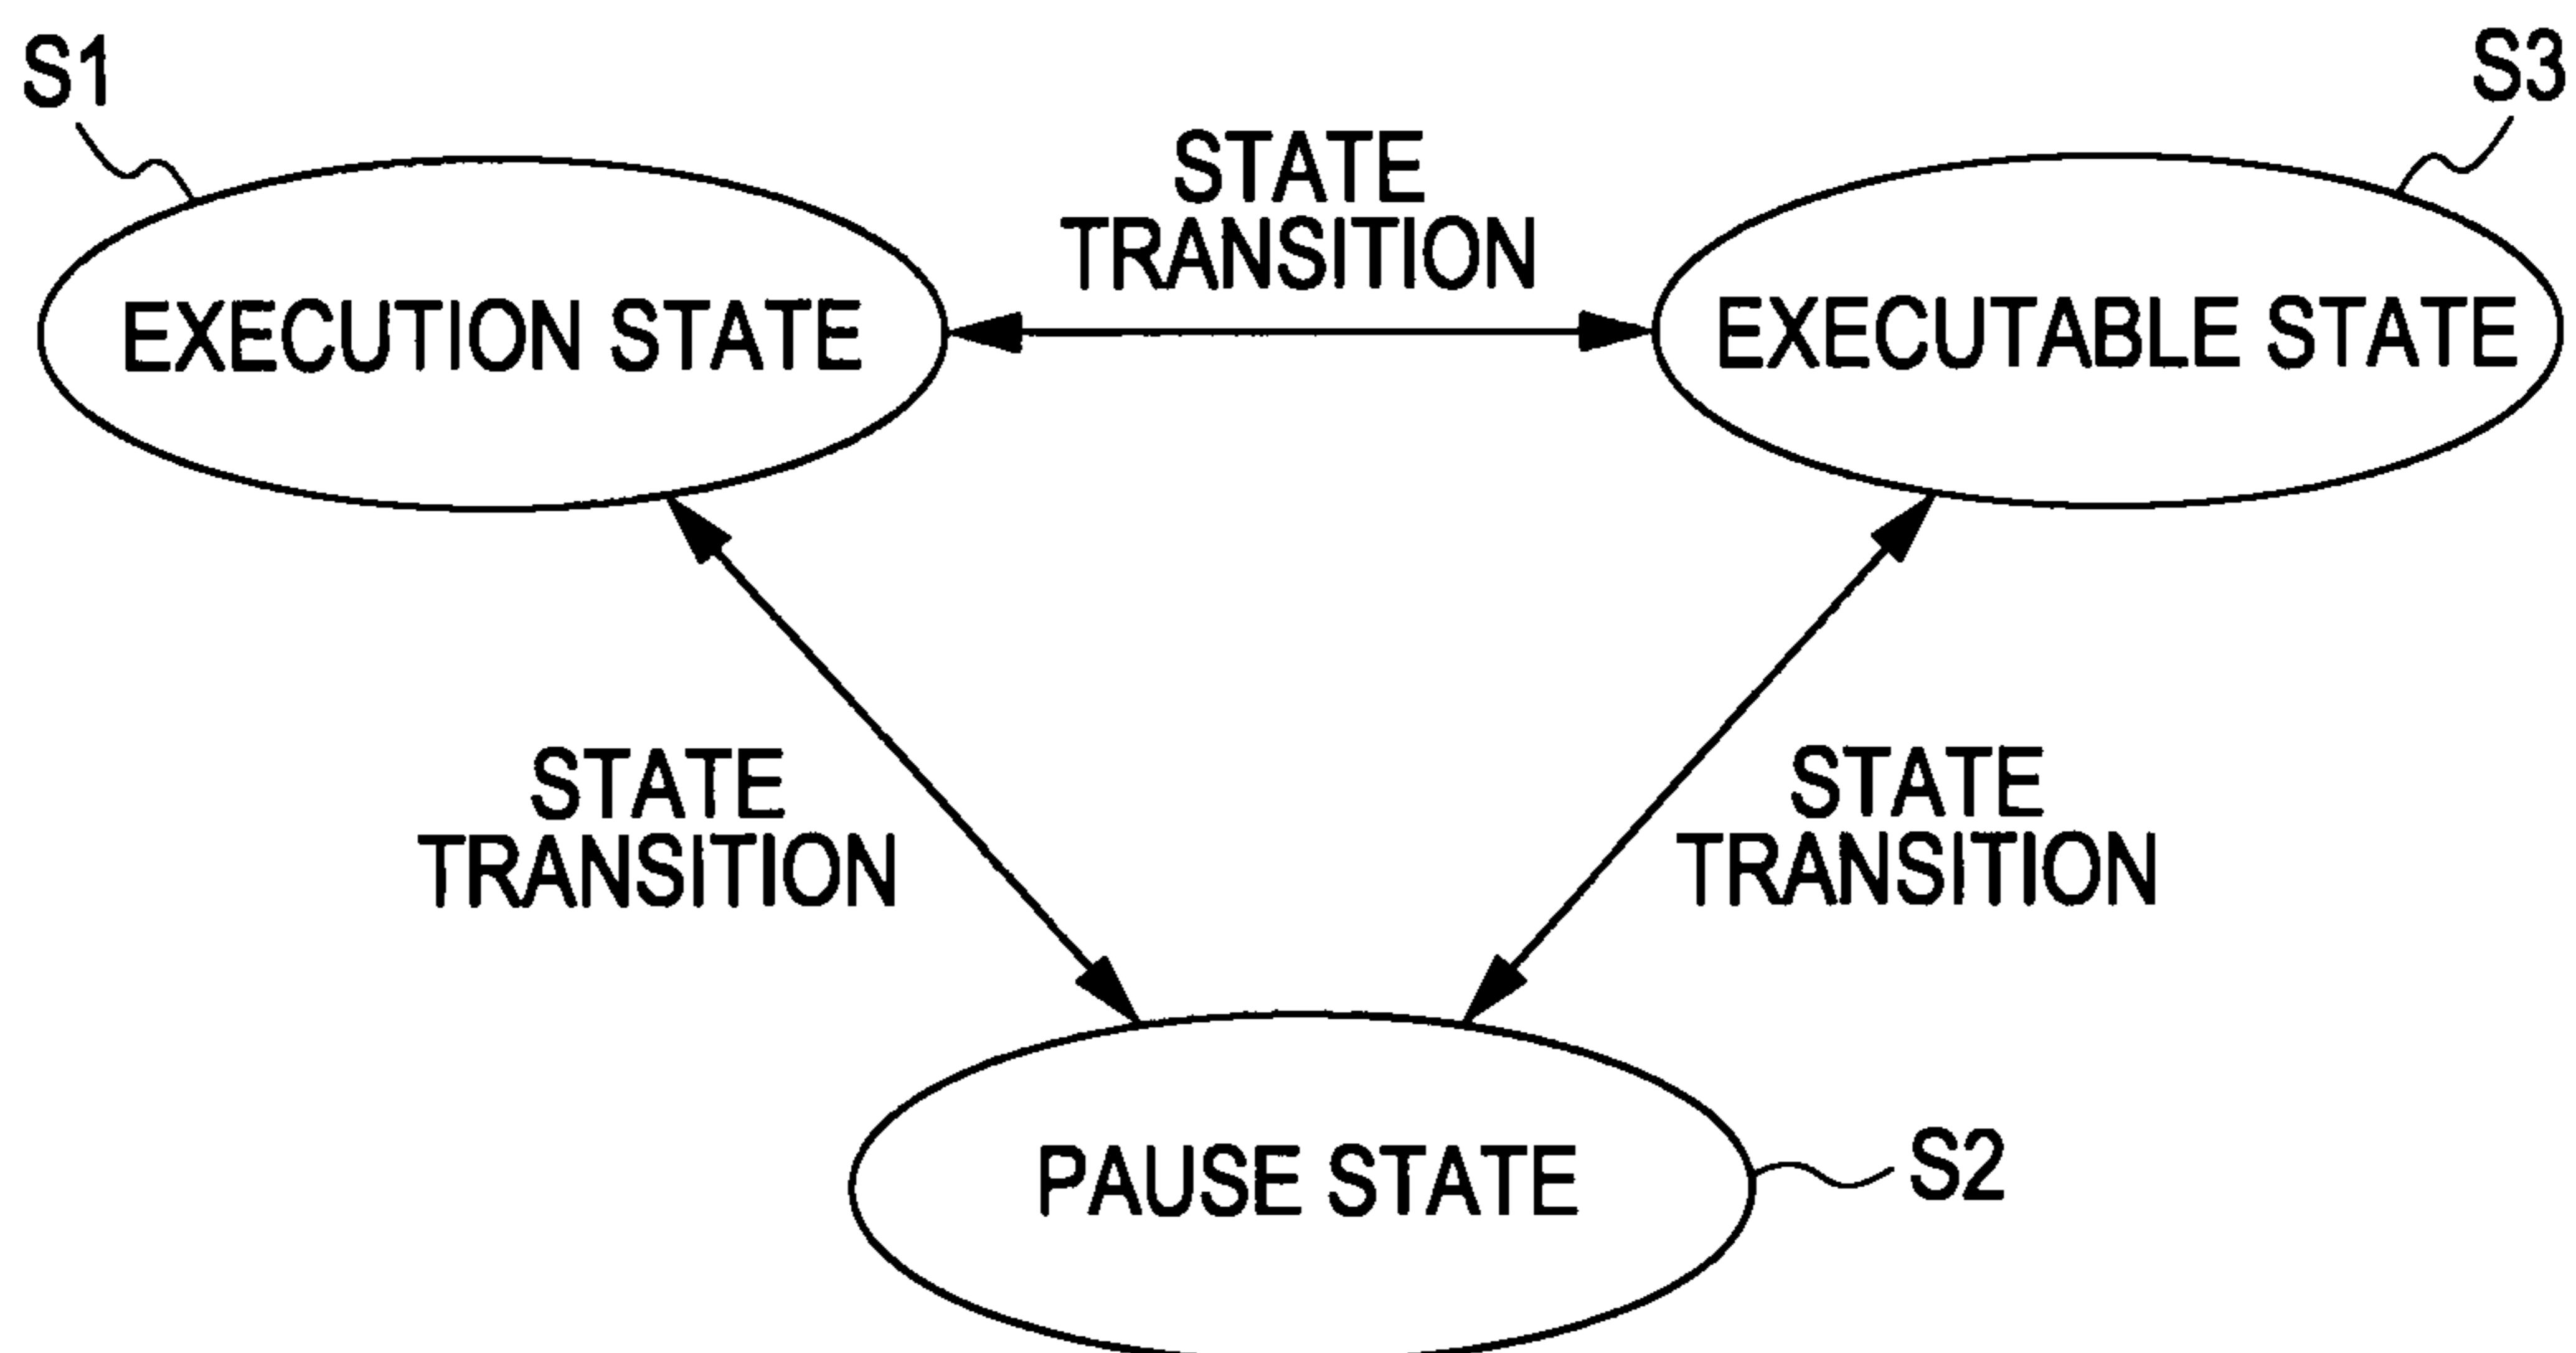 S1
S3
STATE
TRANSITION
EXECUTION STATE
EXECUTABLE STATE
STATE
TRANSITION
STATE
TRANSITION
PAUSE STATE
S2